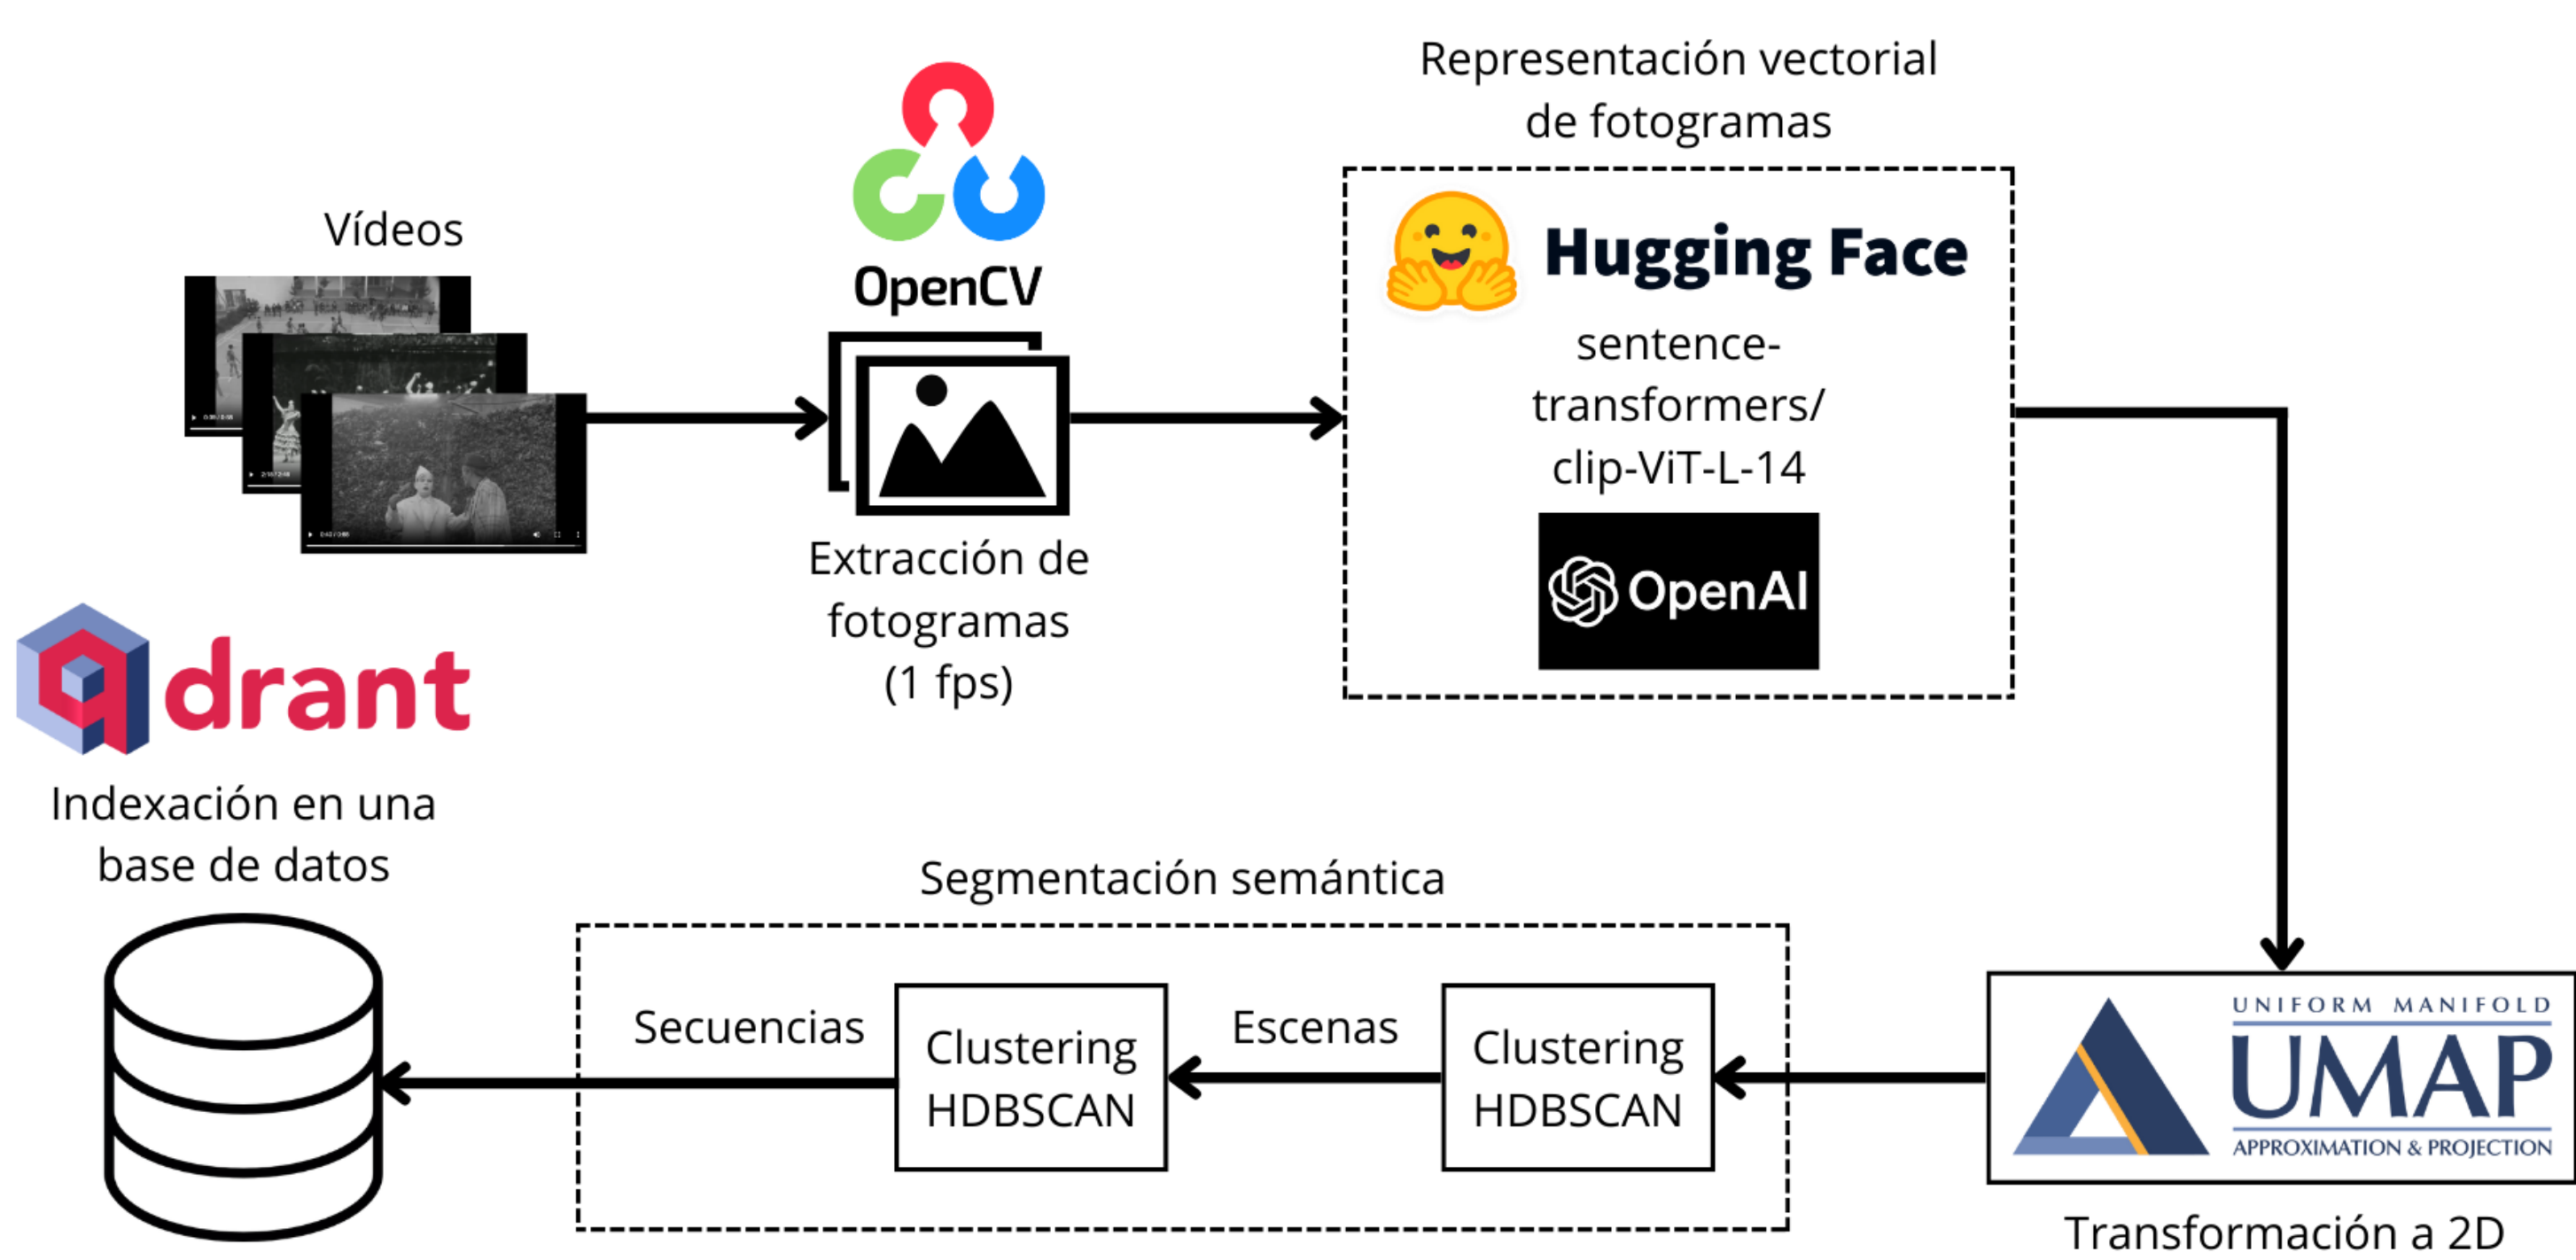 Vídeos
OpenCV
Extracción de
fotogramas
(1 fps)
Representación vectorial
de fotogramas
Hugging Face
sentence-
transformers/
clip-ViT-L-14
OpenAI
UNIFORM MANIFOLD
UMAP
APPROXIMATION & PROJECTION
Transformación a 2D
Segmentación semántica
Clustering
HDBSCAN
Escenas
Clustering
HDBSCAN
Secuencias
qdrant
Indexación en una
base de datos